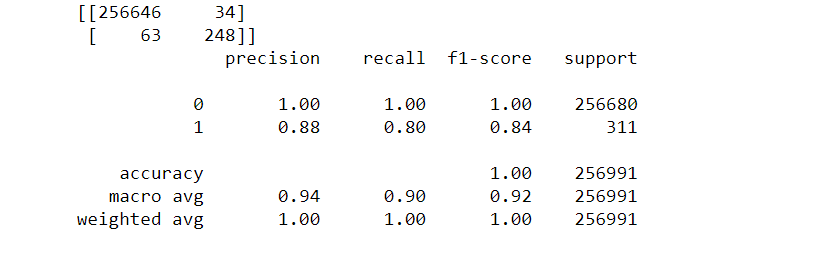 [[256646 34]
[ 63 248]]
precision recall f1-score support
0 1.00 1.00 1.00 256680
1 0.88 0.80 0.84 311
accuracy 1.00 256991
macro avg 0.94 0.90 0.92 256991
weighted avg 1.00 1.00 1.00 256991